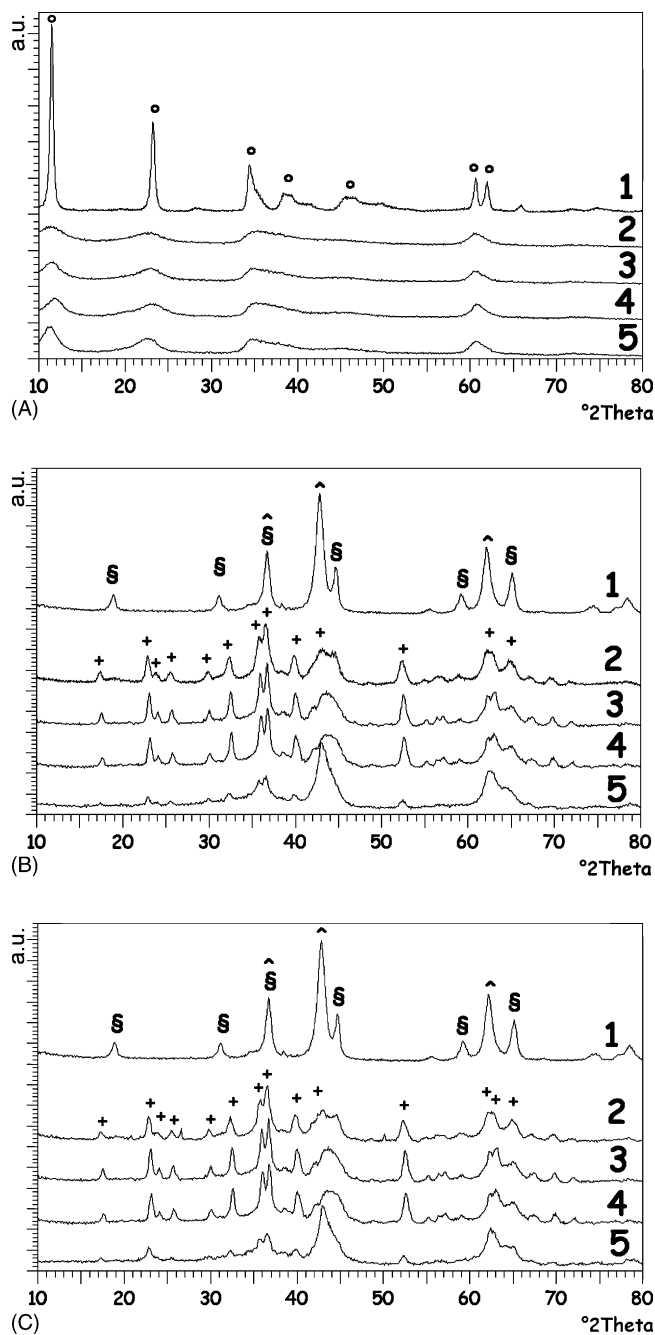 a.u.
1
2
3
4
5
10 20 30 40 50 60 70 80
°2Theta
(A)
a.u.
^
^ ^
§ § § § § §
1
+ + + + + + + + + + + + +
2
3
4
5
10 20 30 40 50 60 70 80
°2Theta
(B)
a.u.
^
^ ^
§ § § § § §
1
+ + + + + + + + + + + + + +
2
3
4
5
10 20 30 40 50 60 70 80
°2Theta
(C)